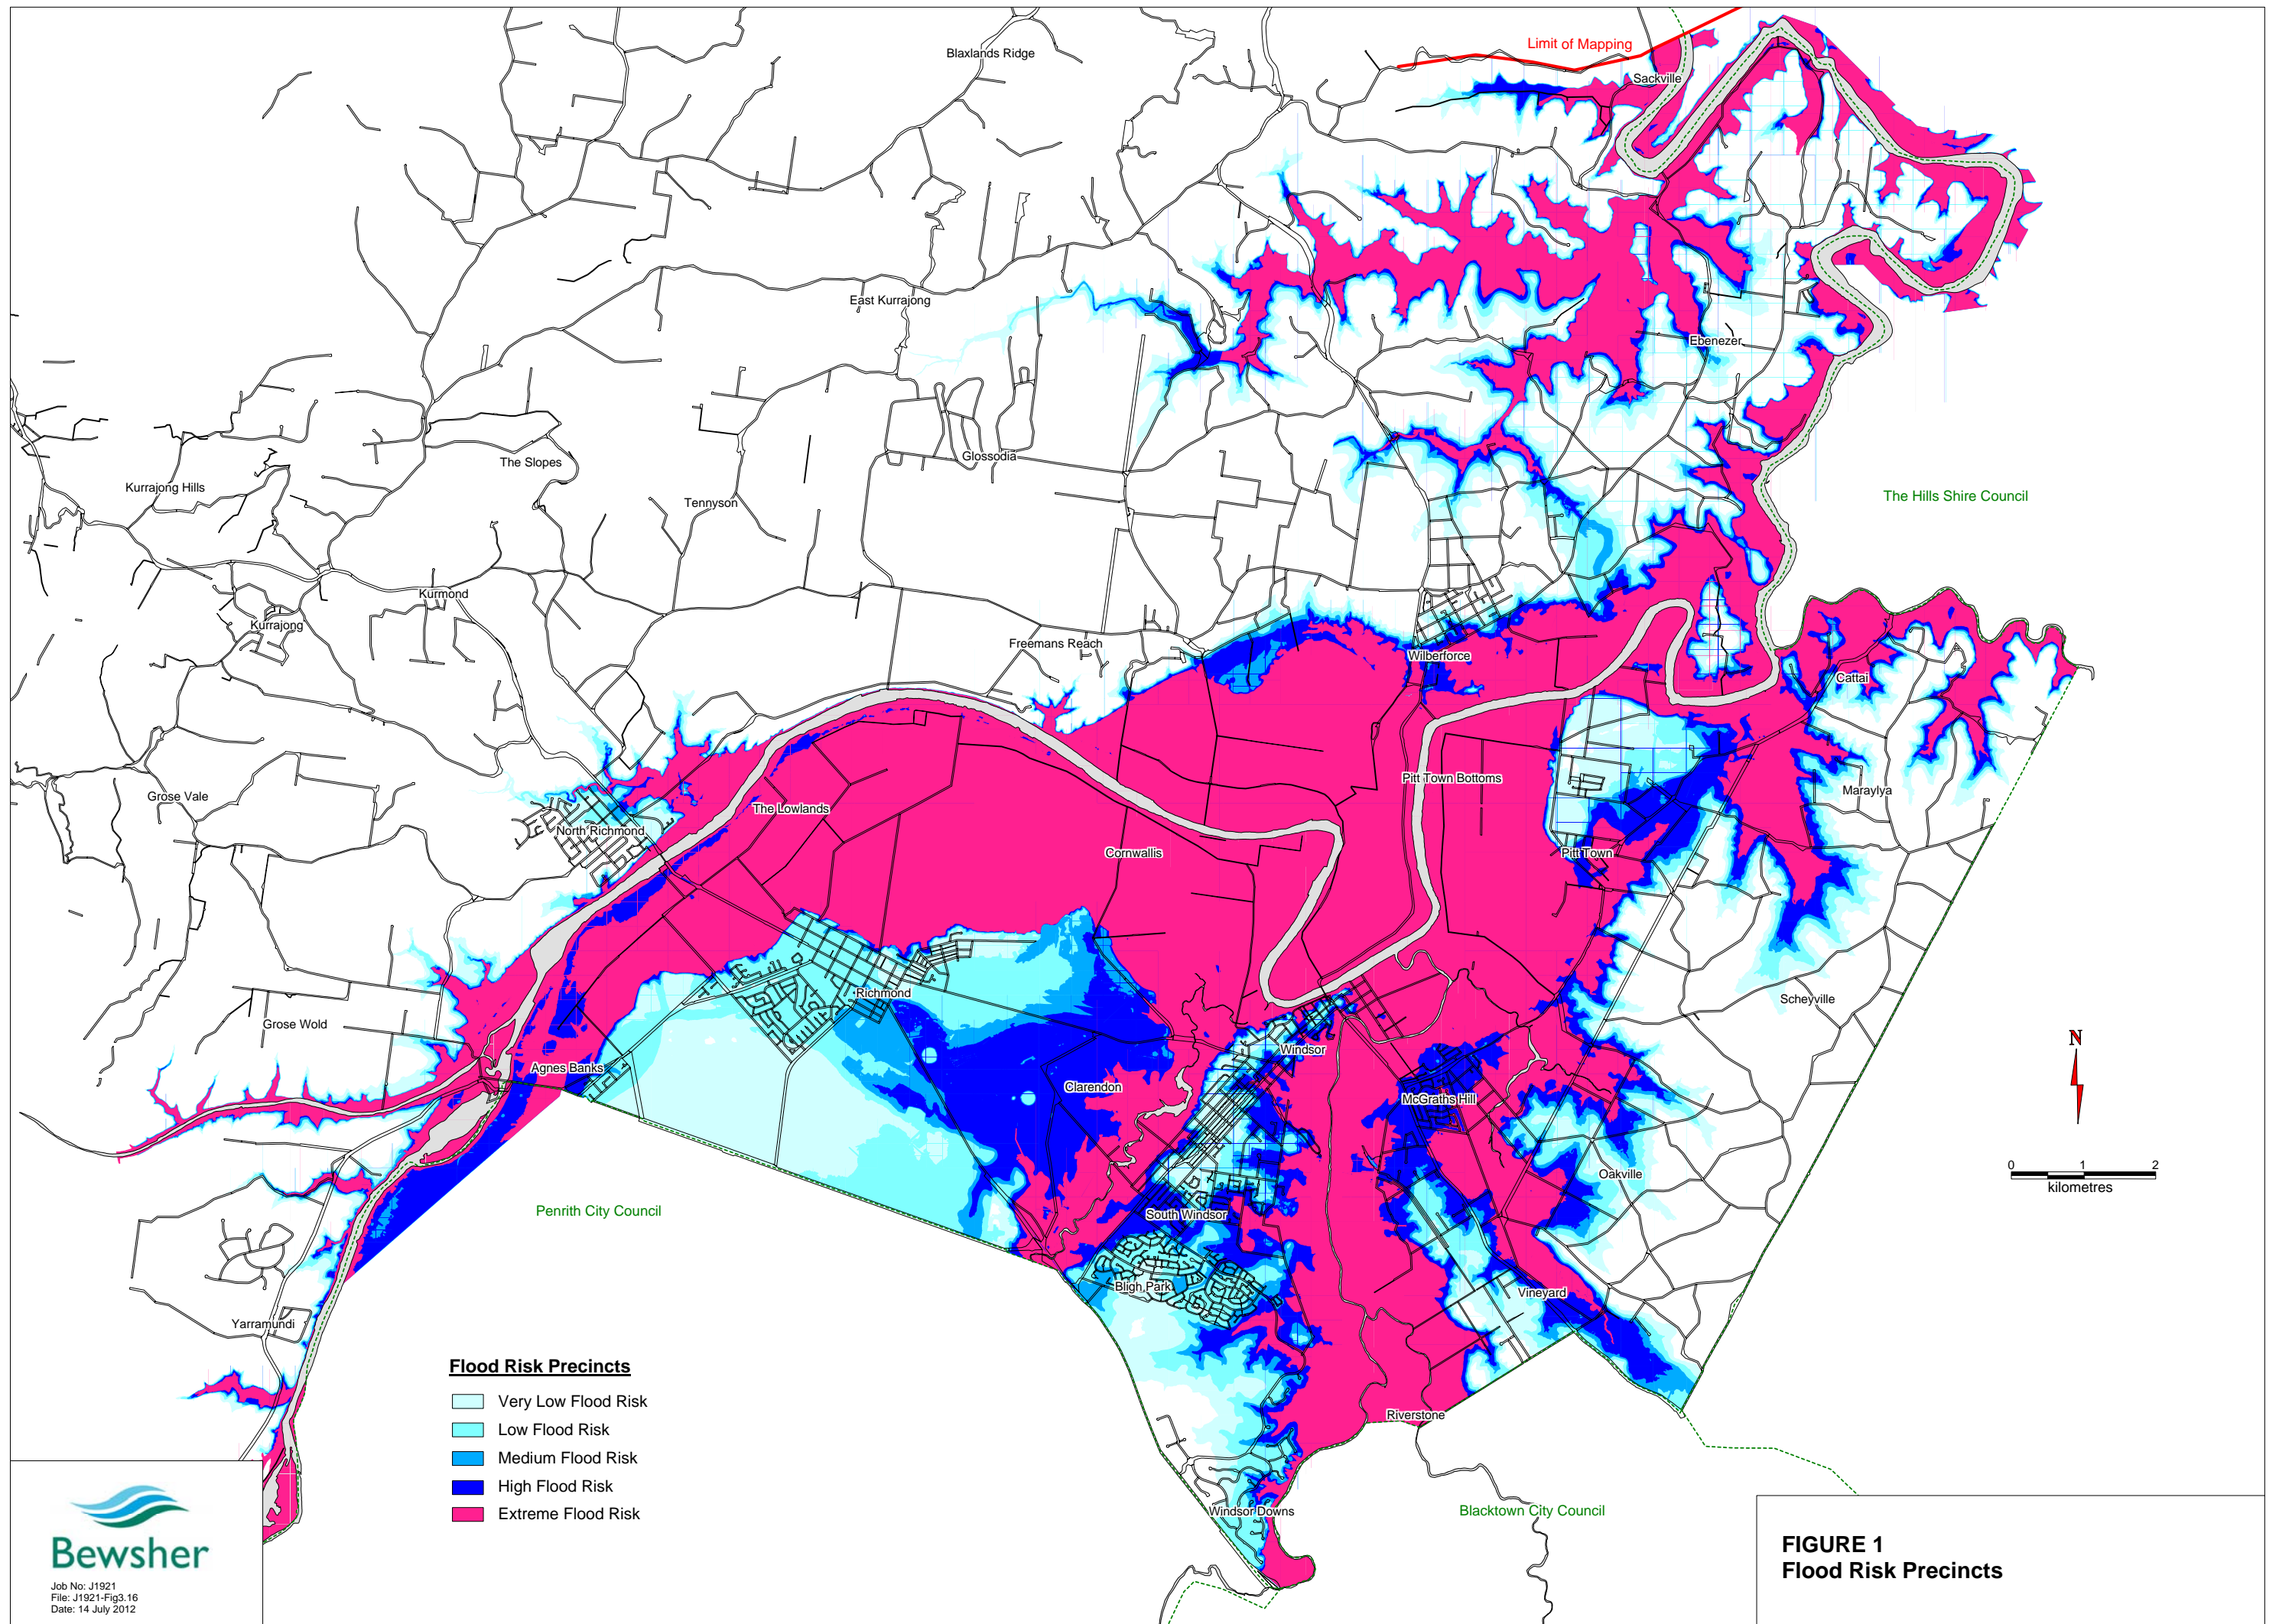 Blaxlands Ridge
Limit of Mapping
Sackville
East Kurrajong
Ebenezer
The Slopes
Glossodia
Kurrajong Hills
Tennyson
The Hills Shire Council
Kurmond
Kurrajong
Freemans Reach
Wilberforce
Cattai
Pitt Town Bottoms
Grose Vale
The Lowlands
Maraylya
North Richmond
Cornwallis
Pitt Town
Richmond
Scheyville
Grose Wold
N
Windsor
Agnes Banks
Clarendon
McGraths Hill
0 1 2
kilometres
Oakville
Penrith City Council
South Windsor
Bligh Park
Vineyard
Yarramundi
Flood Risk Precincts
Very Low Flood Risk
Low Flood Risk
Medium Flood Risk
High Flood Risk
Extreme Flood Risk
Riverstone
Windsor Downs
Blacktown City Council
Bewsher
Job No: J1921
File: J1921-Fig3.16
Date: 14 July 2012
FIGURE 1
Flood Risk Precincts